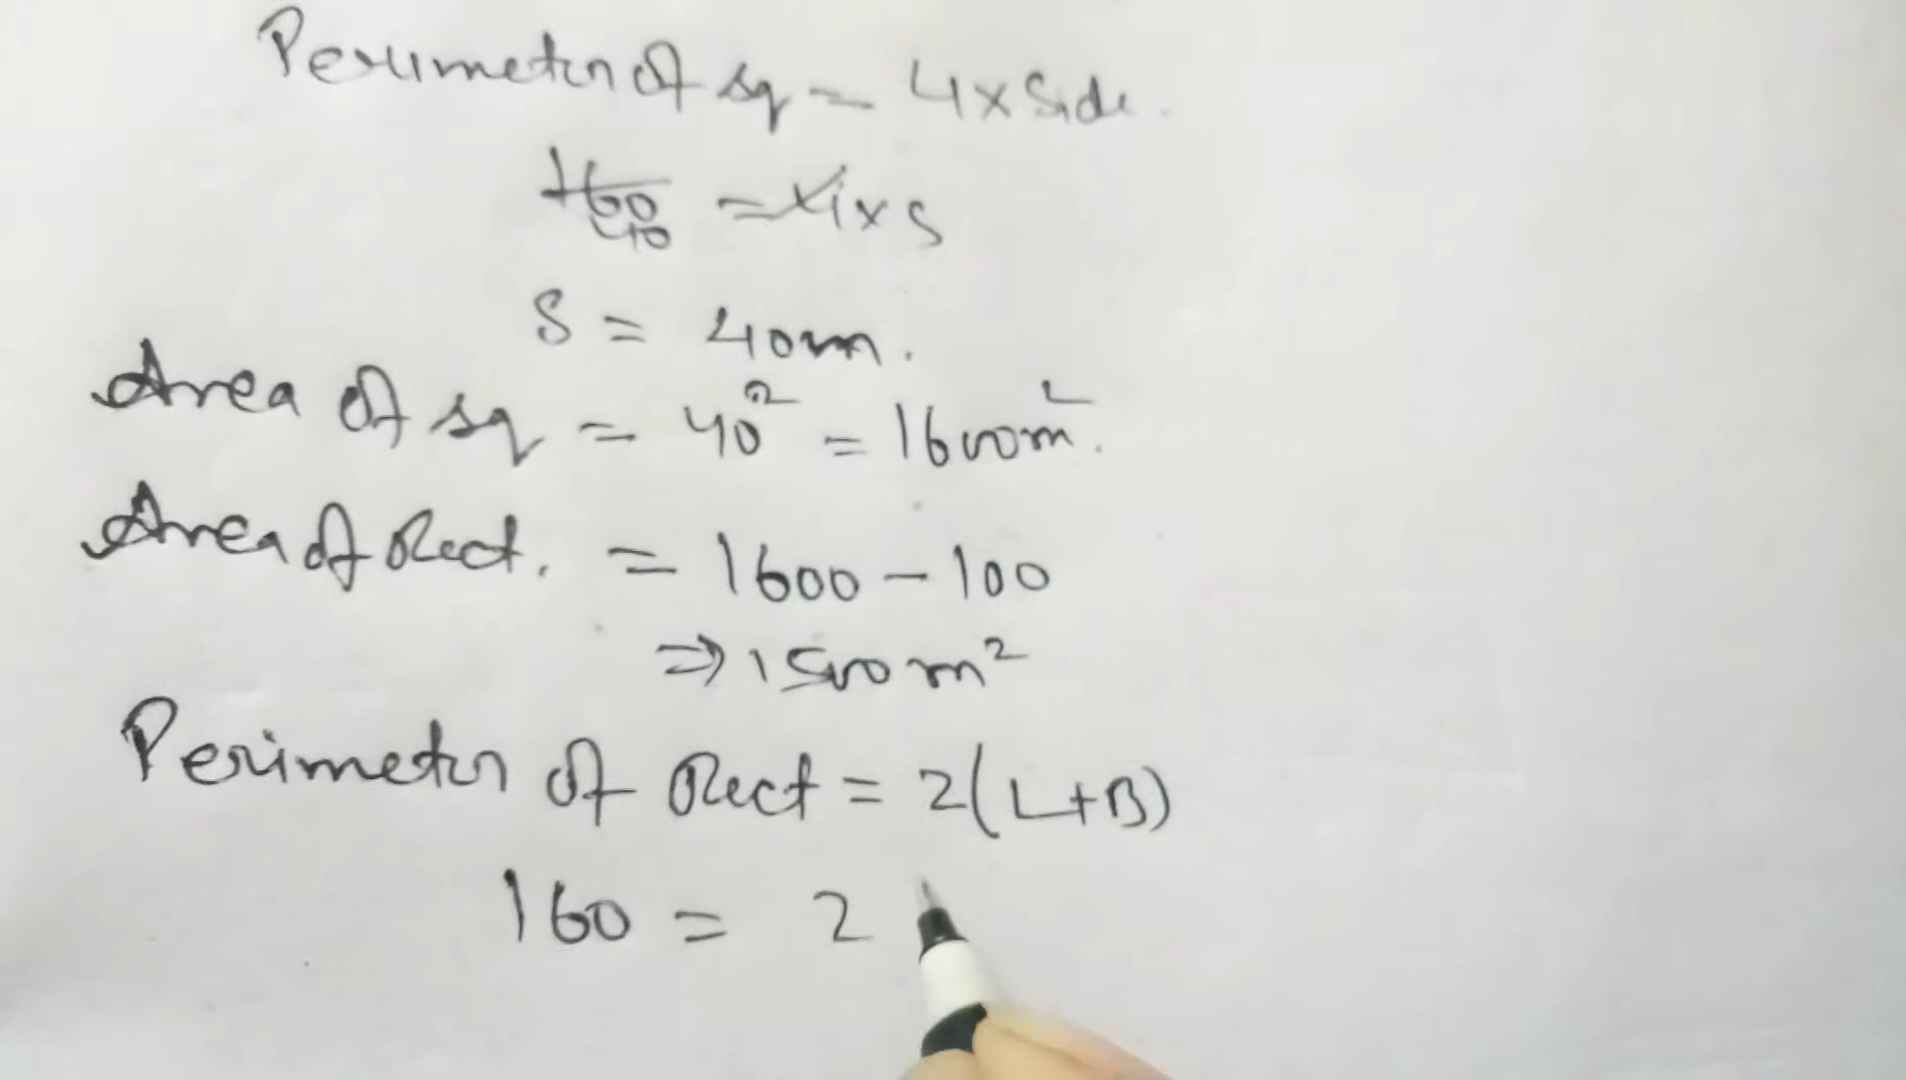 Perimeter of sq = 4 x Side.
160 = 4 x S
40
S = 40m.
Area of sq = 40² = 1600m².
Area of Rect. = 1600 - 100
⇒ 1500 m²
Perimeter of Rect = 2(L+B)
160 = 2